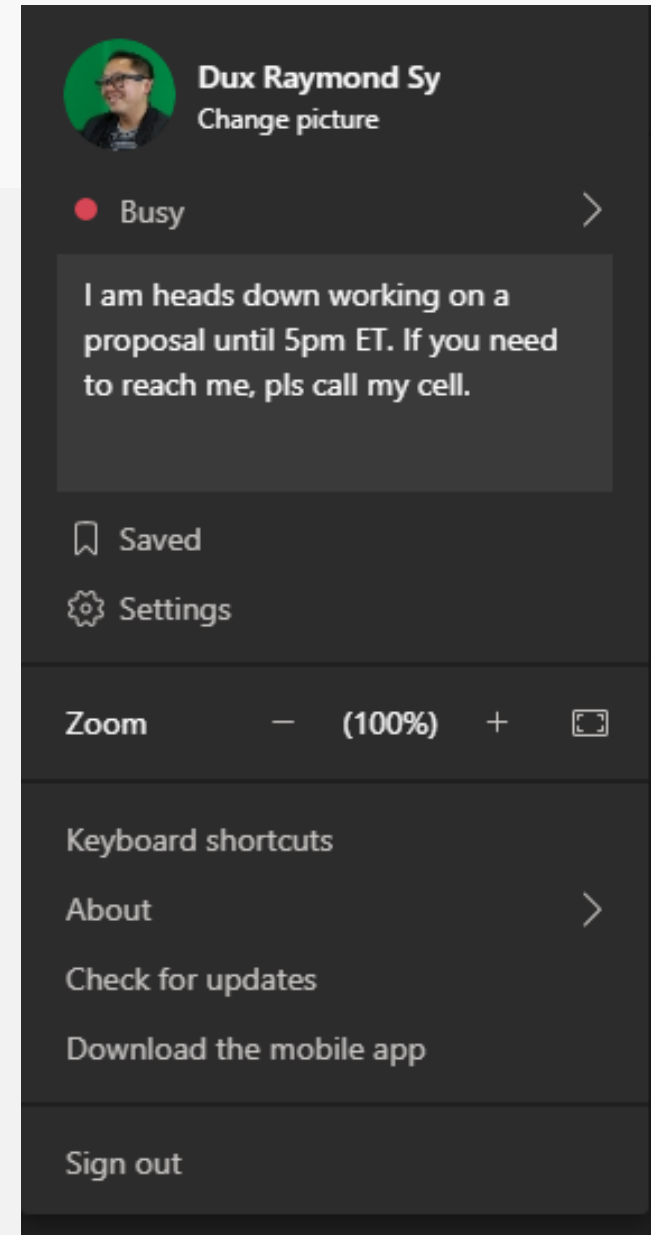 Dux Raymond Sy
Change picture
Busy
I am heads down working on a
proposal until 5pm ET. If you need
to reach me, pls call my cell.
Saved
Settings
Zoom − (100%) +
Keyboard shortcuts
About
Check for updates
Download the mobile app
Sign out